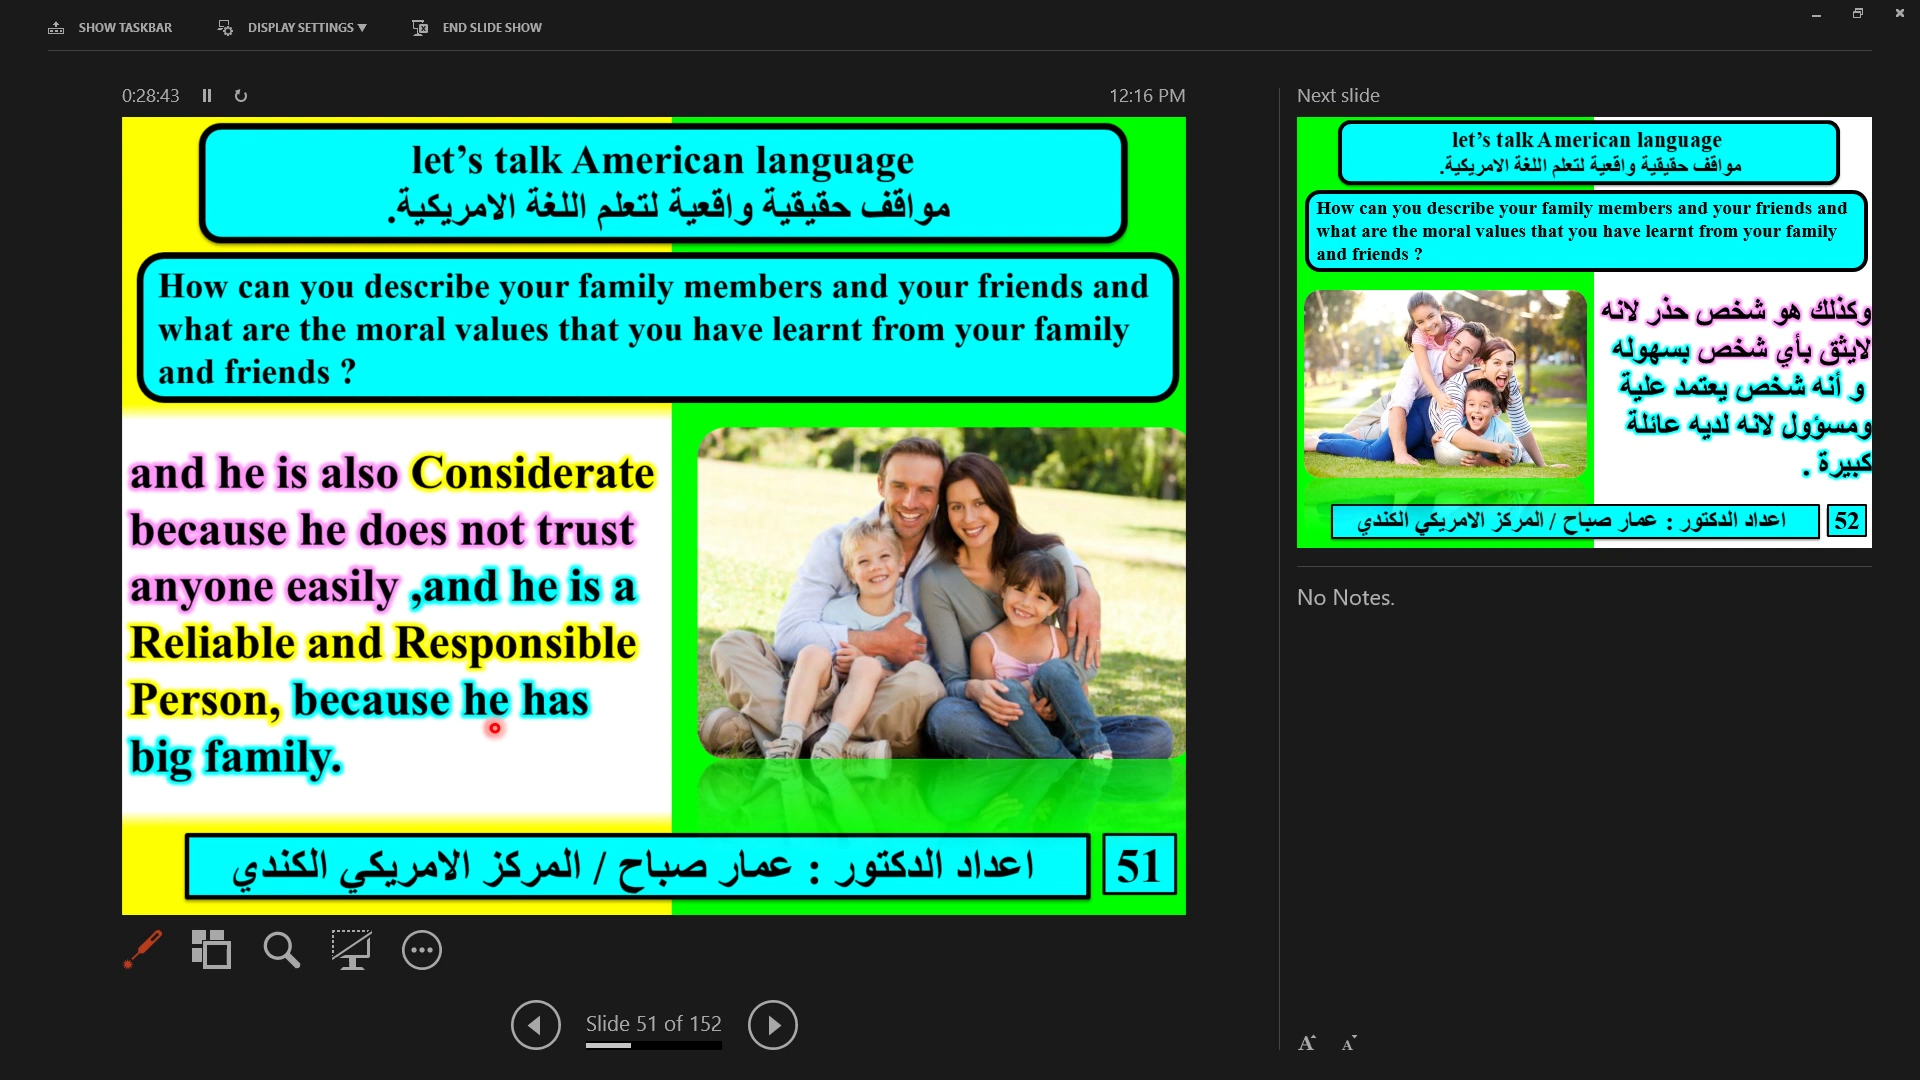 SHOW TASKBAR
DISPLAY SETTINGS
END SLIDE SHOW
0:28:43
12:16 PM
let's talk American language
مواقف حقيقية واقعية لتعلم اللغة الامريكية.
How can you describe your family members and your friends and
what are the moral values that you have learnt from your family
and friends ?
and he is also Considerate
because he does not trust
anyone easily ,and he is a
Reliable and Responsible
Person, because he has
big family.
اعداد الدكتور : عمار صباح / المركز الامريكي الكندي
51
Slide 51 of 152
Next slide
let's talk American language
مواقف حقيقية واقعية لتعلم اللغة الامريكية.
How can you describe your family members and your friends and
what are the moral values that you have learnt from your family
and friends ?
وكذلك هو شخص حذر لانه
لايثق بأي شخص بسهوله
و أنه شخص يعتمد علية
ومسؤول لانه لديه عائلة
كبيرة .
اعداد الدكتور : عمار صباح / المركز الامريكي الكندي
52
No Notes.
A A